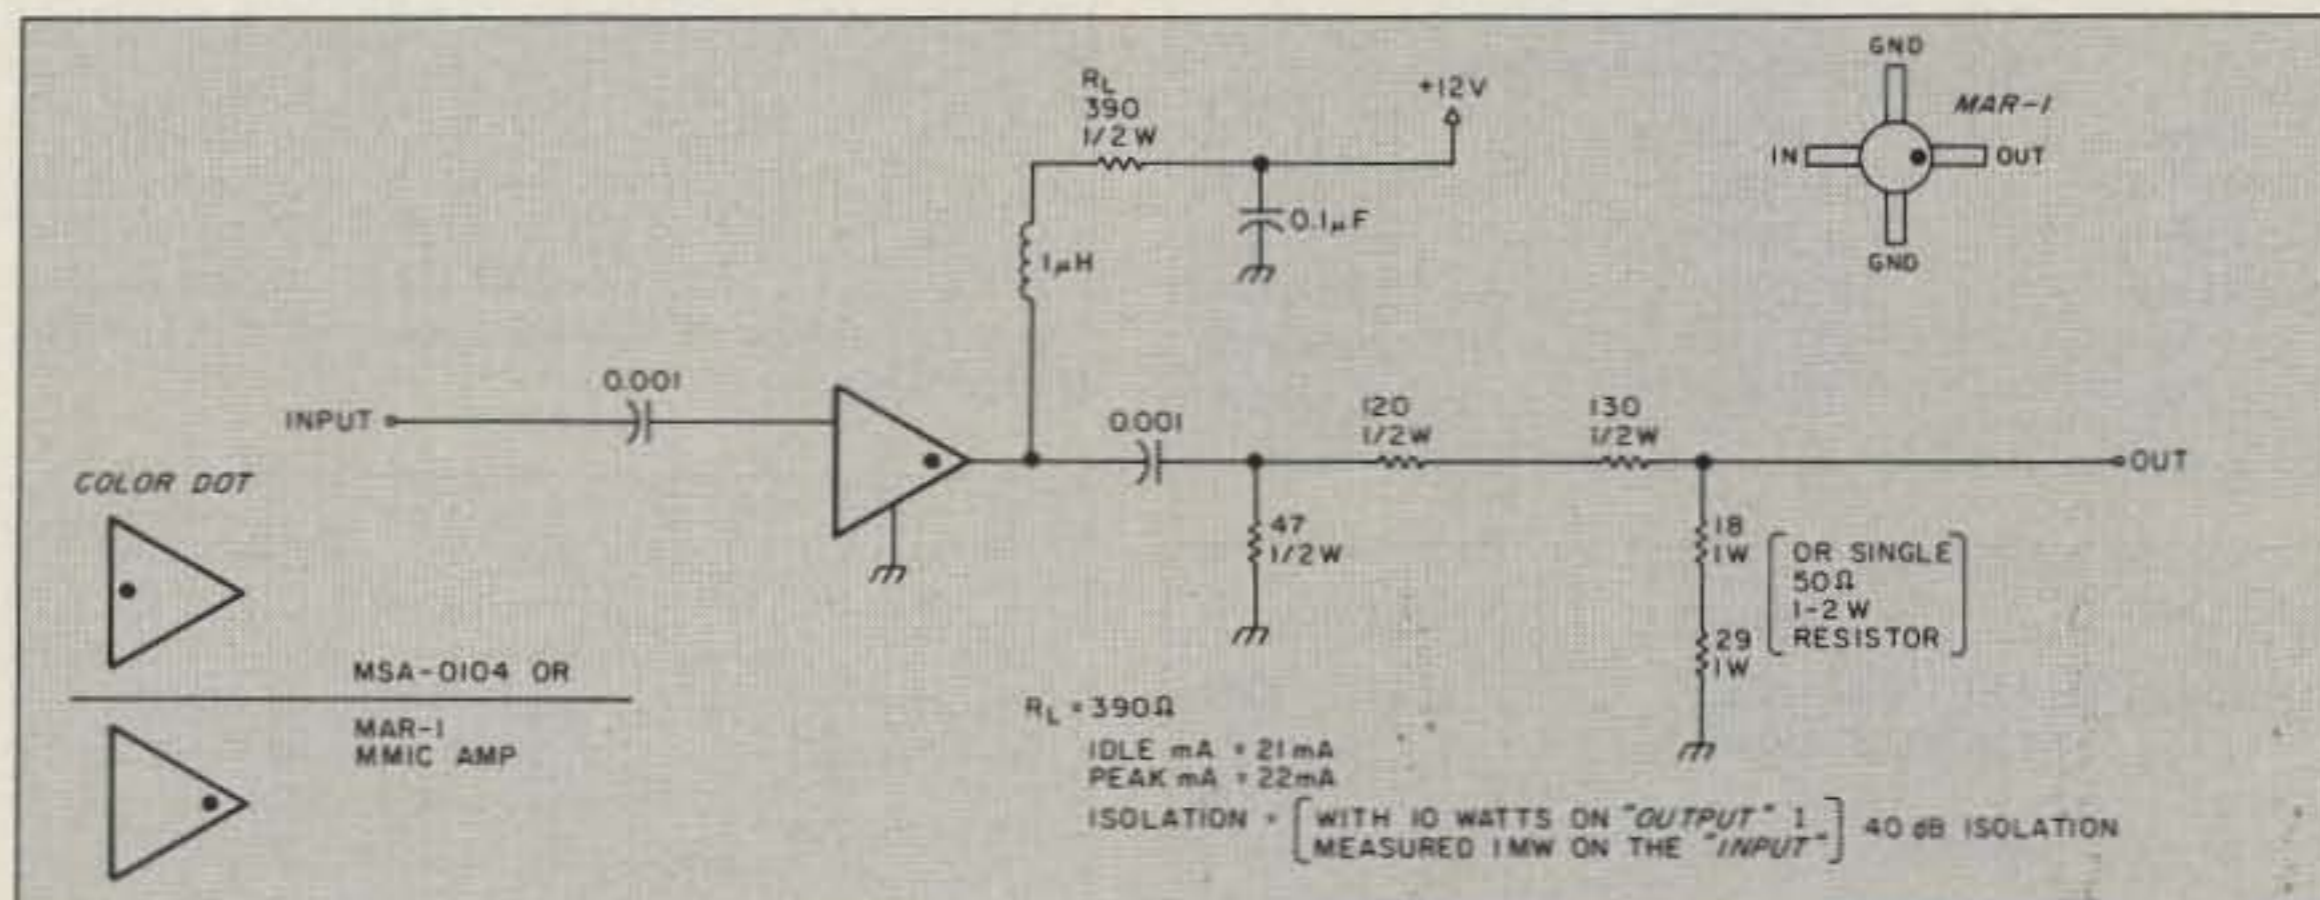 GND
MAR-1
IN
OUT
GND
RL
390
1/2 W
+12V
0.1µF
1µH
INPUT
0.001
0.001
120
1/2W
130
1/2W
OUT
47
1/2W
18
1W
29
1W
OR SINGLE
50Ω
1-2 W
RESISTOR
COLOR DOT
MSA-0104 OR
MAR-1
MMIC AMP
RL = 390Ω
IDLE mA = 21mA
PEAK mA = 22mA
ISOLATION = [WITH 10 WATTS ON "OUTPUT" 1
MEASURED 1MW ON THE "INPUT"] 40 dB ISOLATION